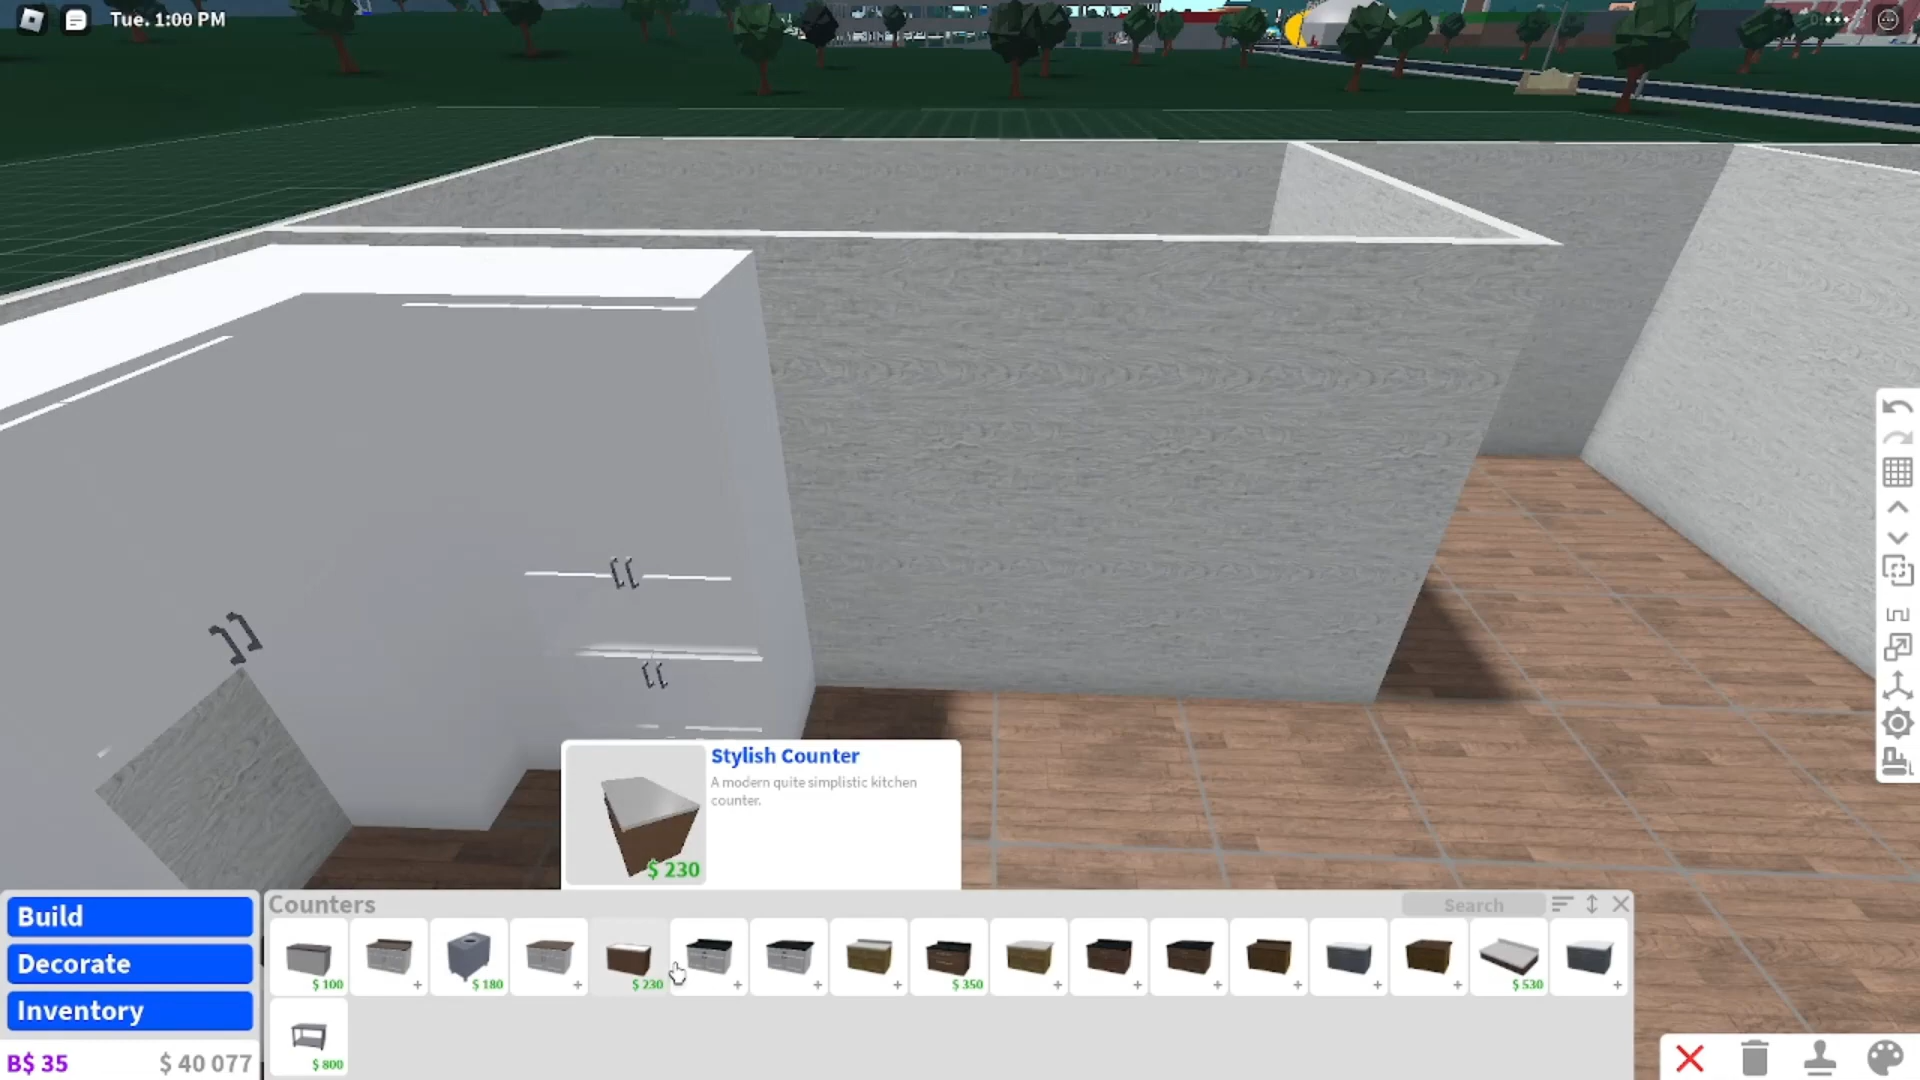 Tue. 1:00 PM
Stylish Counter
A modern quite simplistic kitchen
counter.
$ 230
Build
Decorate
Inventory
B$ 35
$ 40 077
Counters
Search
$ 100
+
$ 180
+
$ 230
+
+
+
$ 350
+
+
+
+
+
+
$ 530
+
$ 800